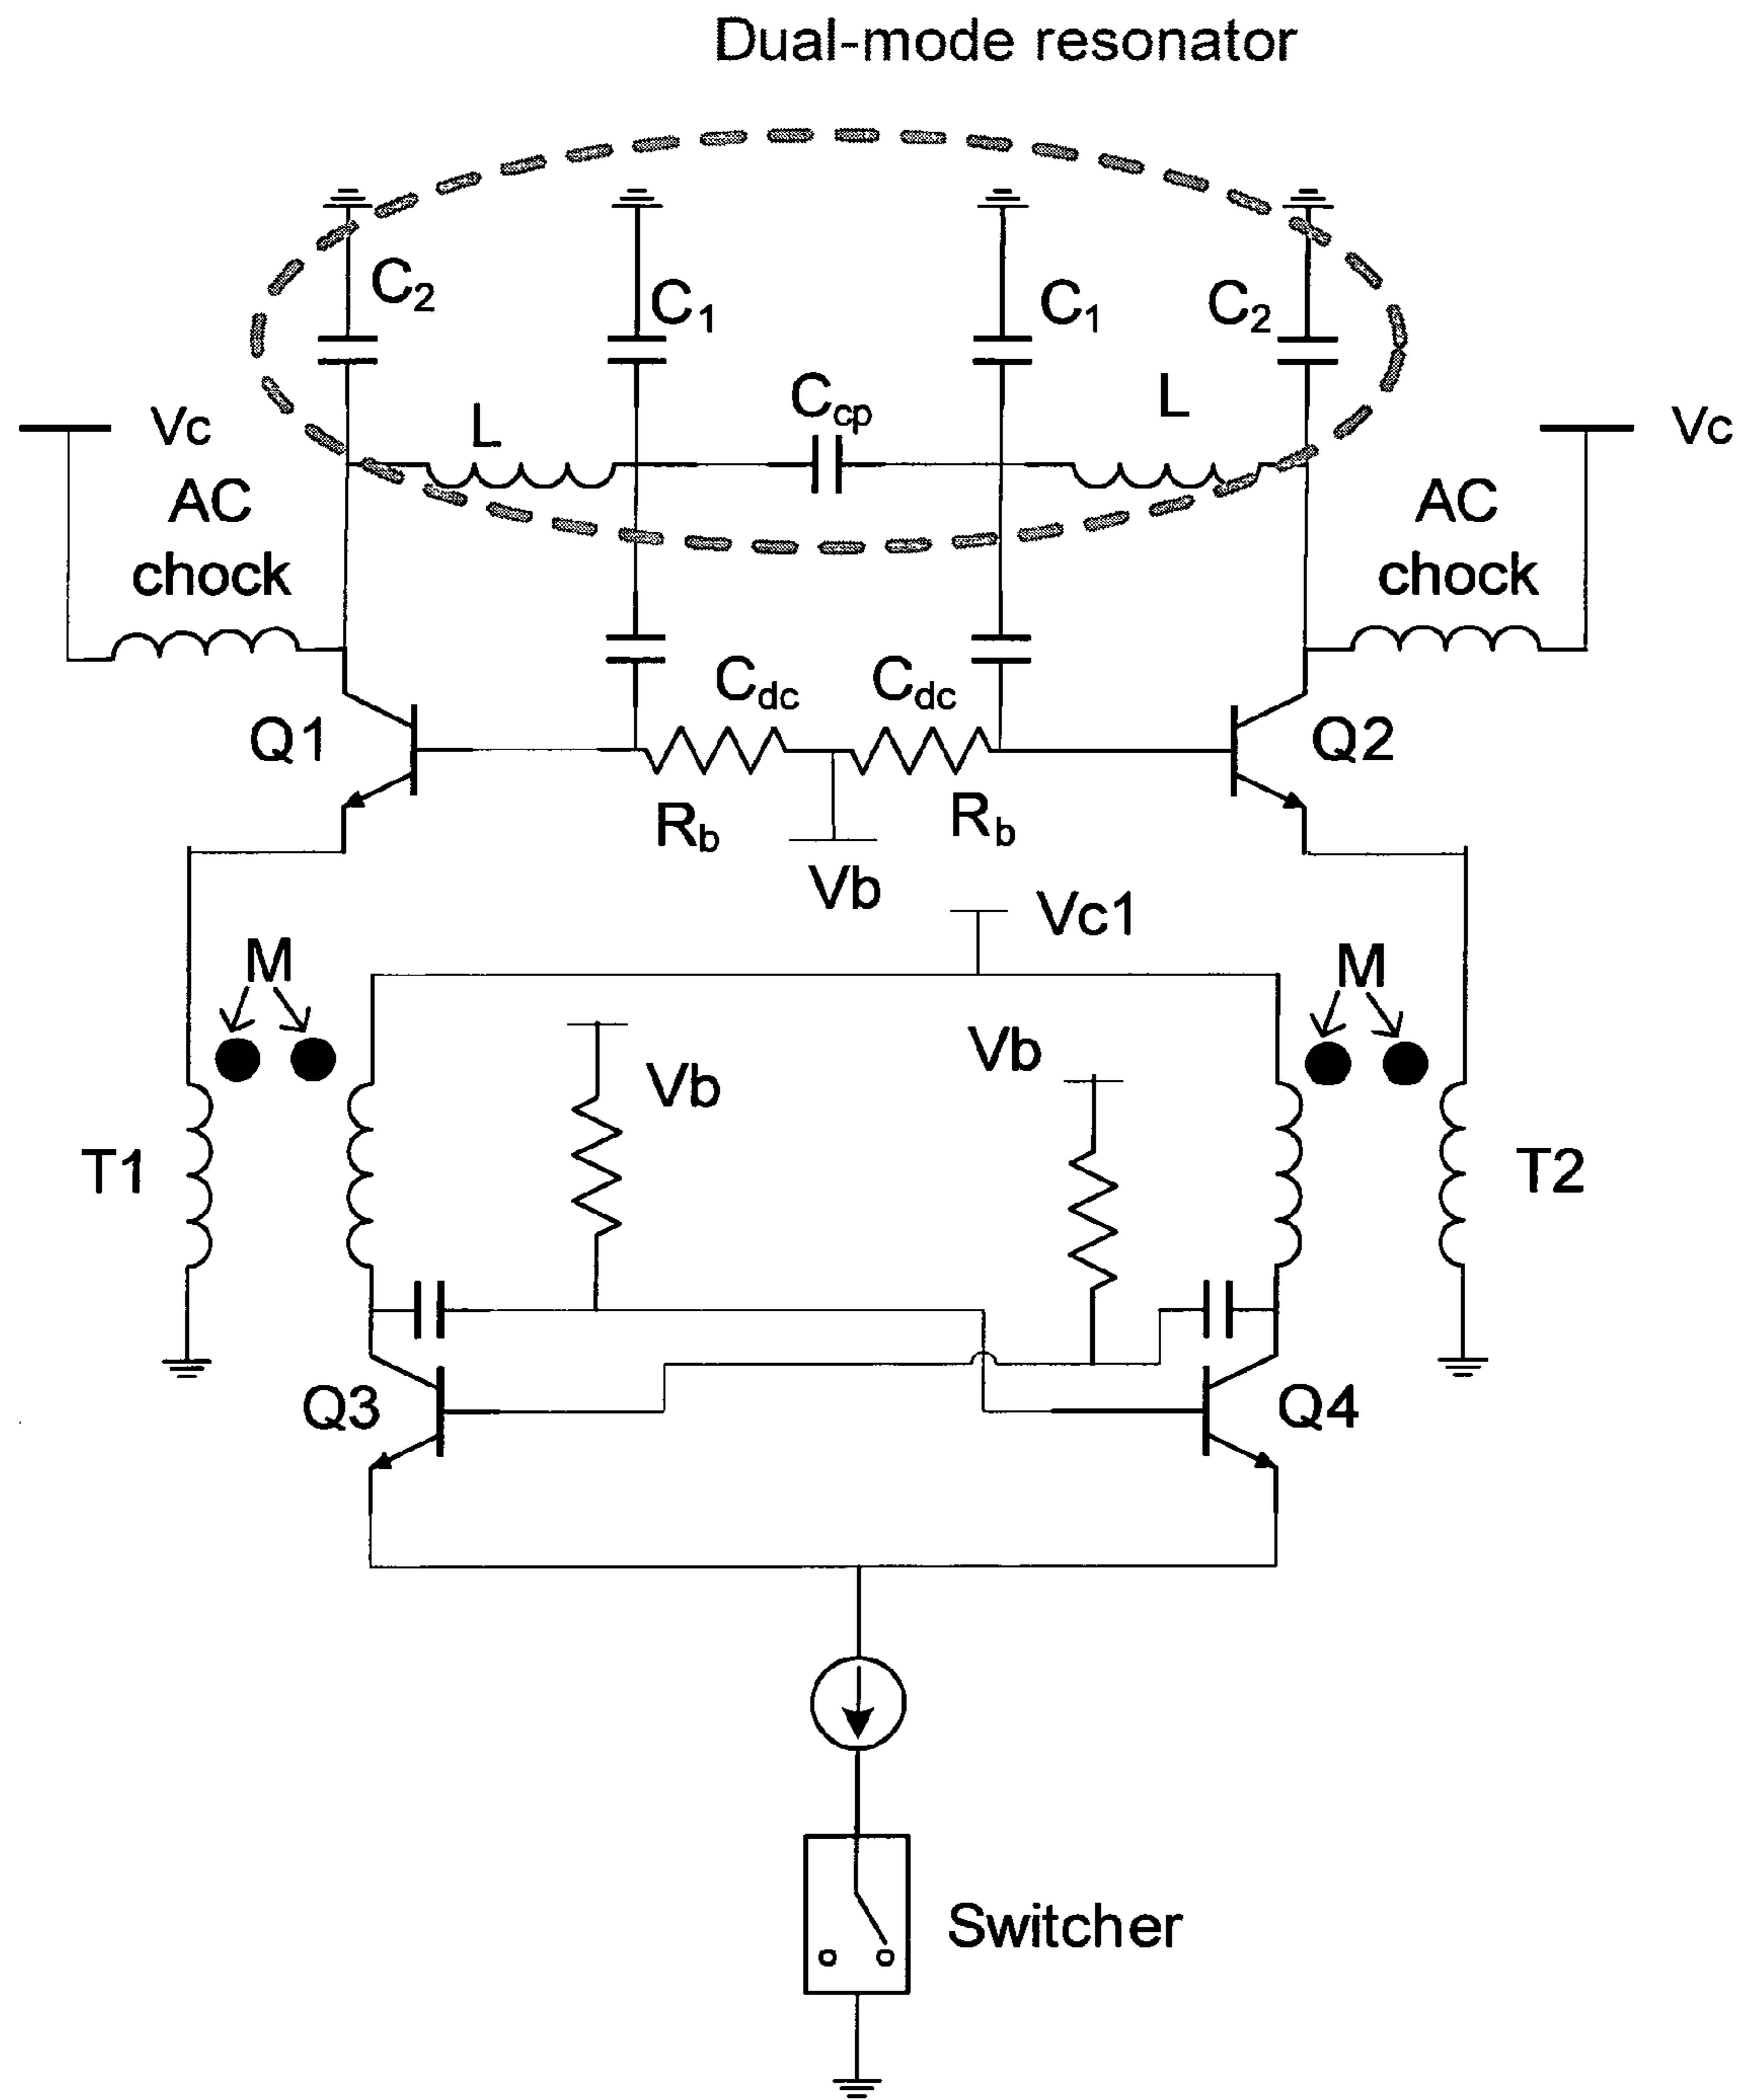 Dual-mode resonator
C2 C1 C1 C2
L Ccp L
Vc Vc
AC chock AC chock
Cdc Cdc
Q1 Q2
Rb Rb
Vb
Vc1
M M
Vb Vb
T1 T2
Q3 Q4
Switcher